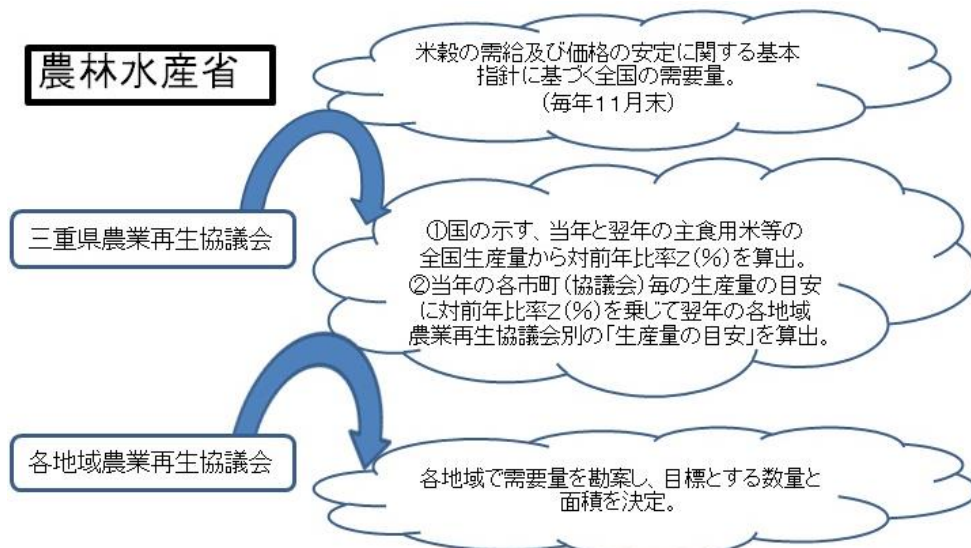 農林水産省
米穀の需給及び価格の安定に関する基本
指針に基づく全国の需要量。
(毎年11月末)
三重県農業再生協議会
①国の示す、当年と翌年の主食用米等の
全国生産量から対前年比率Z(%)を算出。
②当年の各市町(協議会)毎の生産量の目安
に対前年比率Z(%)を乗じて翌年の各地域
農業再生協議会別の「生産量の目安」を算出。
各地域農業再生協議会
各地域で需要量を勘案し、目標とする数量と
面積を決定。